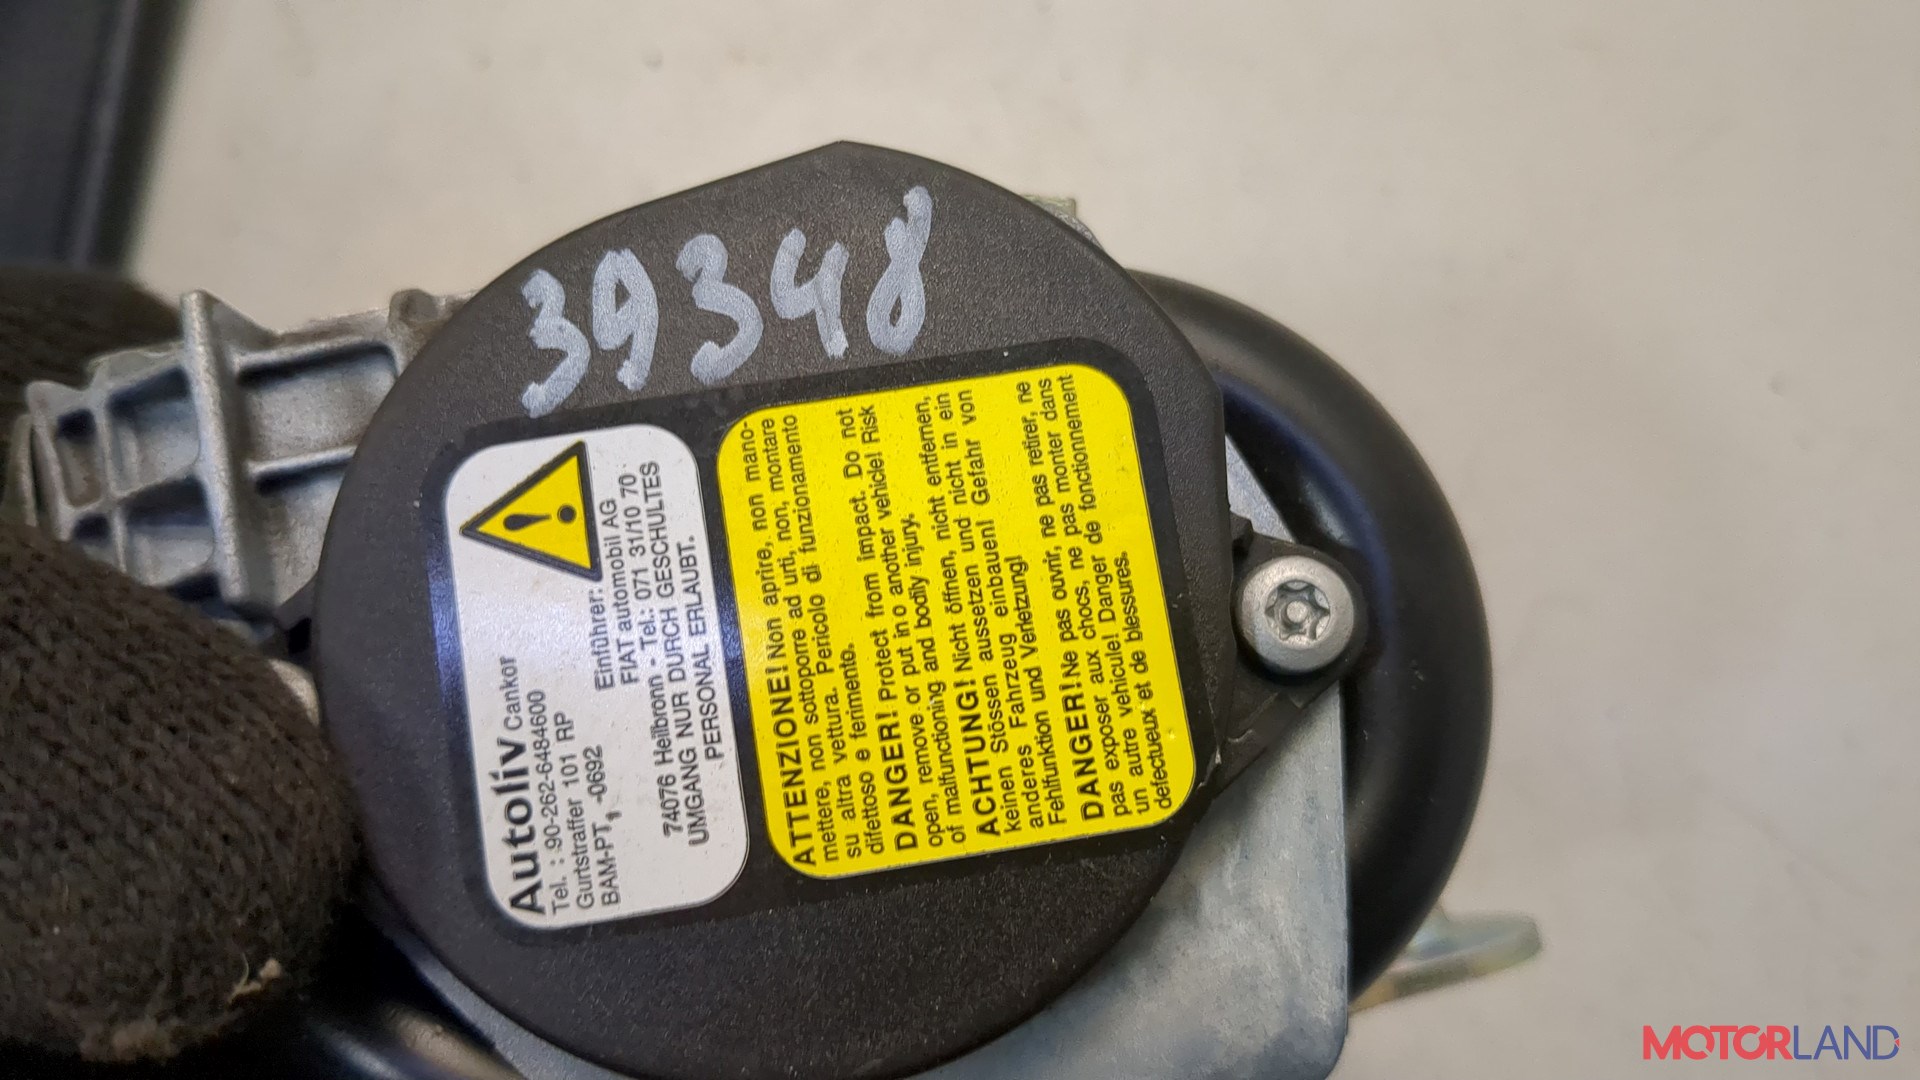 39348
Autoliv Cankor
Tel. : 90-262-6484600
Gurtstraffer 101 RP
BAM-PT1 -0692
Einführer:
FIAT automobil AG
74076 Heilbronn - Tel.: 071 31/10 70
UMGANG NUR DURCH GESCHULTES
PERSONAL ERLAUBT.
ATTENZIONE! Non aprire, non mano-
mettere, non sottoporre ad urti, non, montare
su altra vettura. Pericolo di funzionamento
difettoso e ferimento.
DANGER! Protect from impact. Do not
open, remove or put in o another vehicle! Risk
of malfunctioning and bodily injury.
ACHTUNG! Nicht öffnen, nicht entfernen,
keinen Stössen aussetzen und nicht in ein
anderes Fahrzeug einbauen! Gefahr von
Fehlfunktion und Verletzung!
DANGER! Ne pas ouvrir, ne pas retirer, ne
pas exposer aux chocs, ne pas monter dans
un autre vehicule! Danger de fonctionnement
defectueux et de blessures.
MOTORLAND